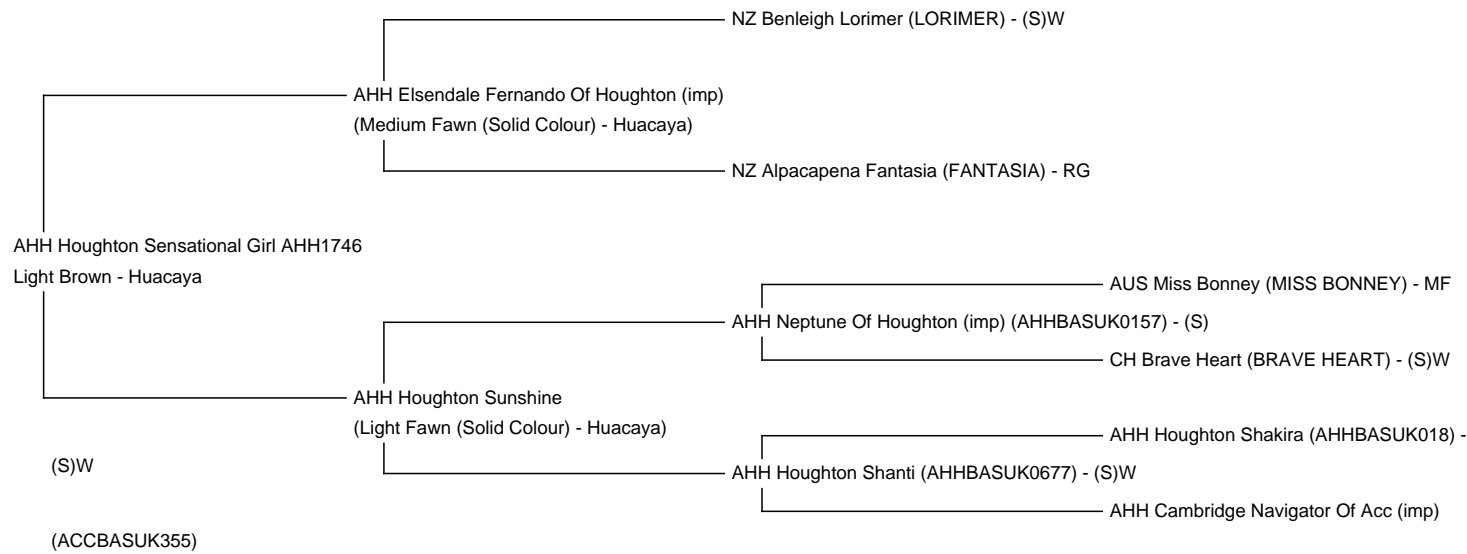 NZ Benleigh Lorimer (LORIMER) - (S)W
AHH Elsendale Fernando Of Houghton (imp)
(Medium Fawn (Solid Colour) - Huacaya)
NZ Alpacapena Fantasia (FANTASIA) - RG
AHH Houghton Sensational Girl AHH1746
Light Brown - Huacaya
AUS Miss Bonney (MISS BONNEY) - MF
AHH Neptune Of Houghton (imp) (AHHBASUK0157) - (S)
CH Brave Heart (BRAVE HEART) - (S)W
AHH Houghton Sunshine
(Light Fawn (Solid Colour) - Huacaya)
AHH Houghton Shakira (AHHBASUK018) -
(S)W
AHH Houghton Shanti (AHHBASUK0677) - (S)W
AHH Cambridge Navigator Of Acc (imp)
(ACCBASUK355)